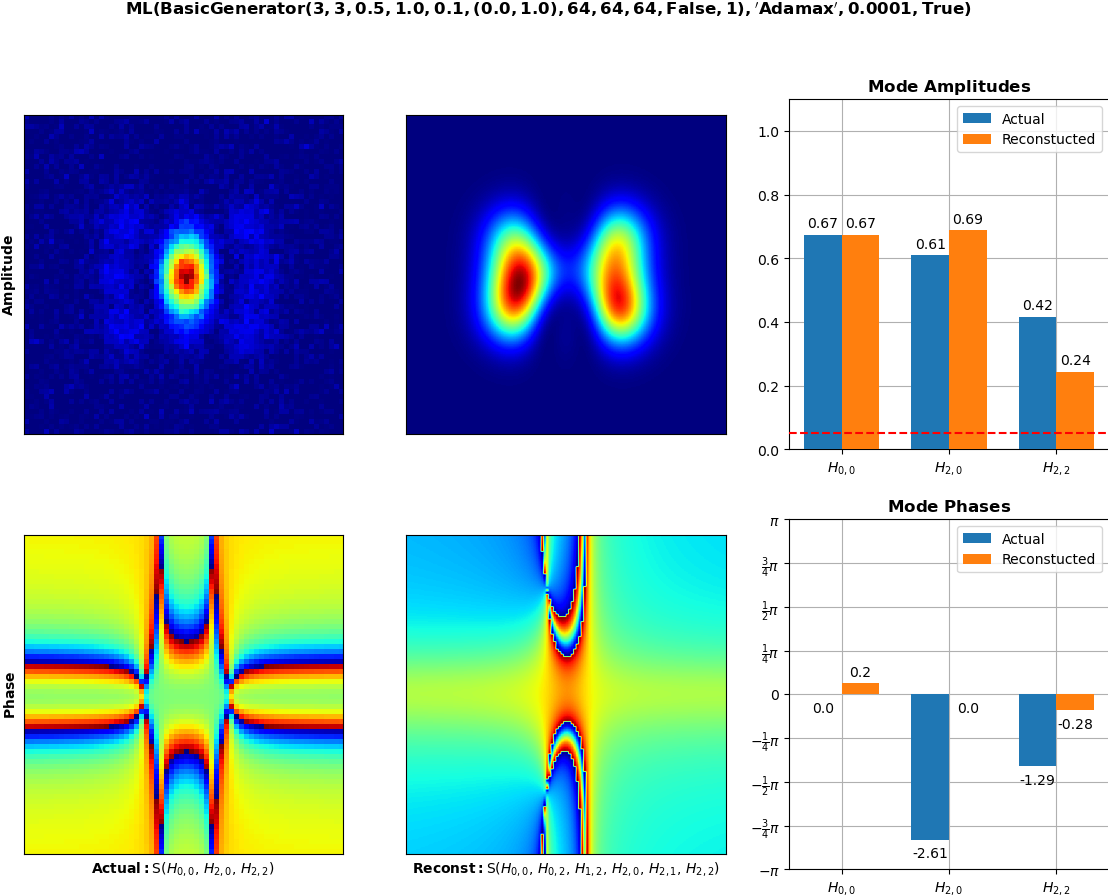 ML(BasicGenerator(3, 3, 0.5, 1.0, 0.1, (0.0, 1.0), 64, 64, 64, False, 1), ′Adamax′, 0.0001, True)
Amplitude
Mode Amplitudes
Actual
Reconstucted
1.0
0.8
0.6
0.4
0.2
0.0
0.67
0.67
0.61
0.69
0.42
0.24
H0,0
H2,0
H2,2
Phase
Actual: S(H0,0, H2,0, H2,2)
Reconst: S(H0,0, H0,2, H1,2, H2,0, H2,1, H2,2)
Mode Phases
Actual
Reconstucted
π
3/4π
1/2π
1/4π
0
−1/4π
−1/2π
−3/4π
−π
0.0
0.2
-2.61
0.0
-1.29
-0.28
H0,0
H2,0
H2,2